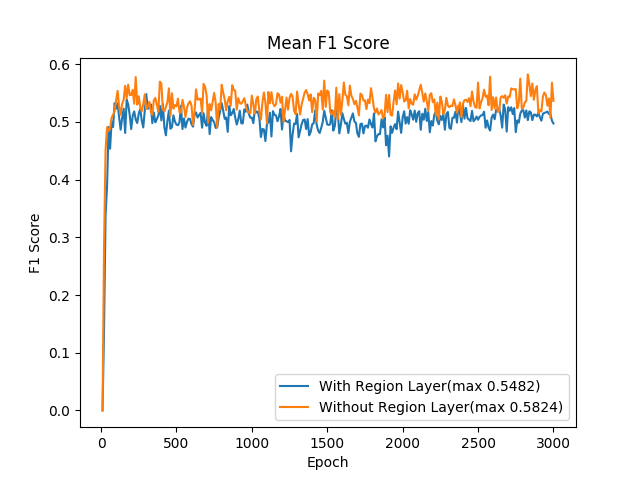 Mean F1 Score
0.6
0.5
0.4
0.3
0.2
0.1
0.0
F1 Score
With Region Layer(max 0.5482)
Without Region Layer(max 0.5824)
0 500 1000 1500 2000 2500 3000
Epoch